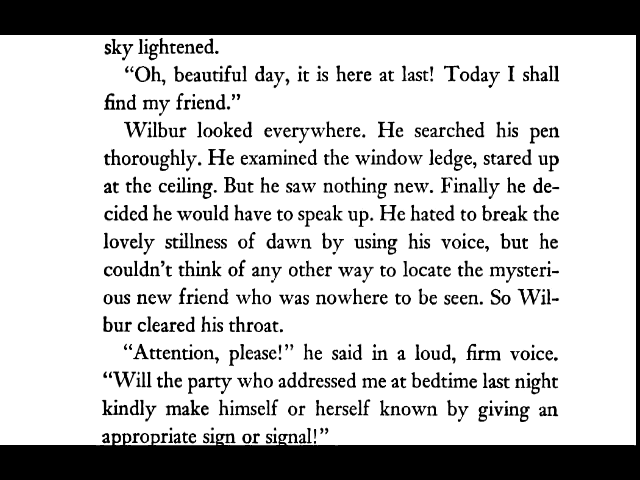 sky lightened.
“Oh, beautiful day, it is here at last! Today I shall
find my friend.”
Wilbur looked everywhere. He searched his pen
thoroughly. He examined the window ledge, stared up
at the ceiling. But he saw nothing new. Finally he de-
cided he would have to speak up. He hated to break the
lovely stillness of dawn by using his voice, but he
couldn’t think of any other way to locate the mysteri-
ous new friend who was nowhere to be seen. So Wil-
bur cleared his throat.
“Attention, please!” he said in a loud, firm voice.
“Will the party who addressed me at bedtime last night
kindly make himself or herself known by giving an
appropriate sign or signal!”